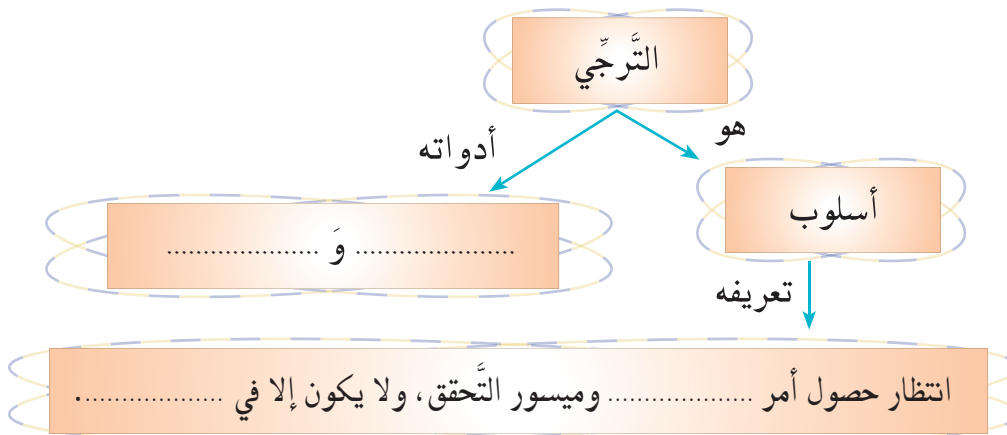 التَّرجِّي
هو
أدواته
أسلوب
..................... وَ .....................
تعريفه
انتظار حصول أمر .................... وميسور التَّحقق، ولا يكون إلا في ....................